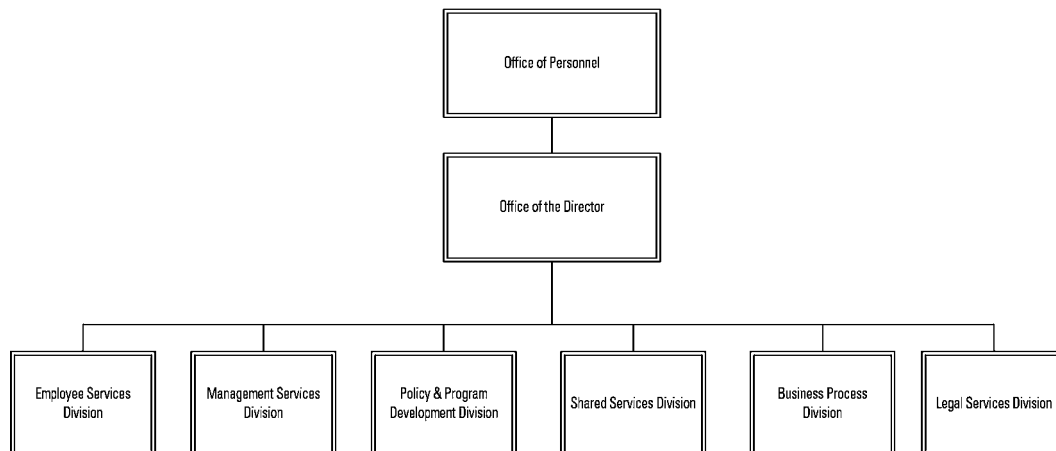 Office of Personnel
Office of the Director
Employee Services
Division
Management Services
Division
Policy & Program
Development Division
Shared Services Division
Business Process
Division
Legal Services Division